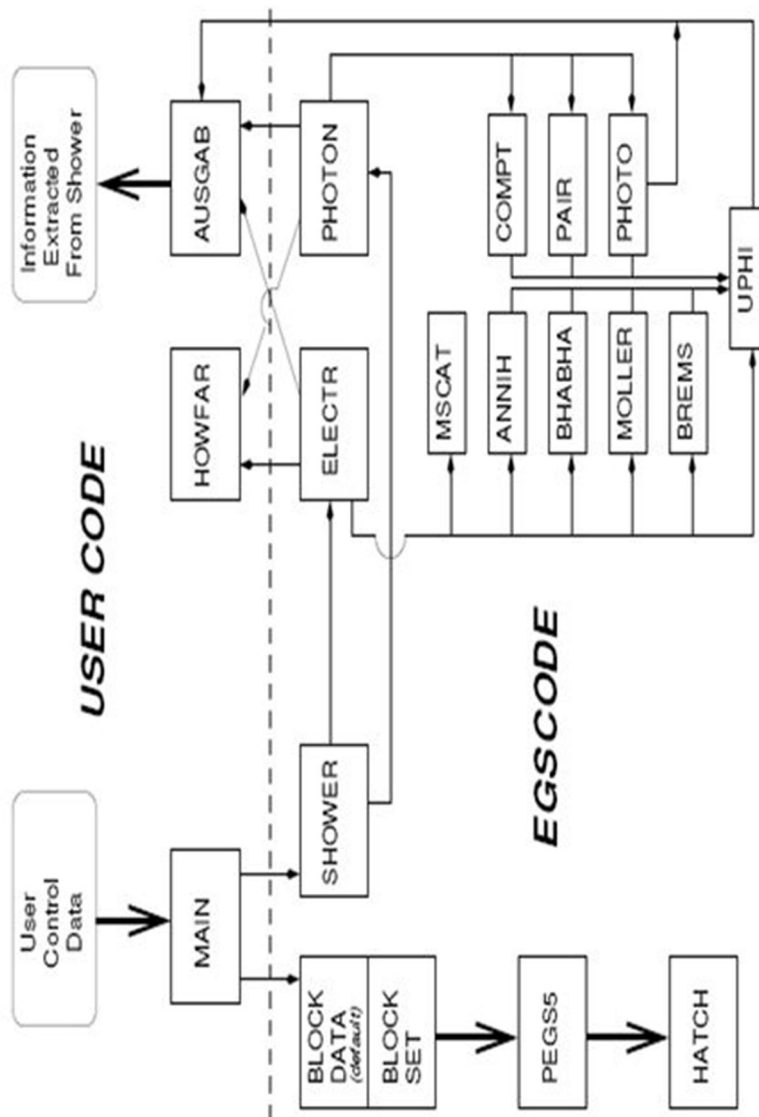 User
Control
Data
Information
Extracted
From Shower
USER CODE
MAIN
HOWFAR
AUSGAB
BLOCK
DATA
(default)
BLOCK
SET
SHOWER
ELECTR
PHOTON
PEGS5
HATCH
EGSCODE
MSCAT
ANNIH
BHABHA
MOLLER
BREMS
COMPT
PAIR
PHOTO
UPHI